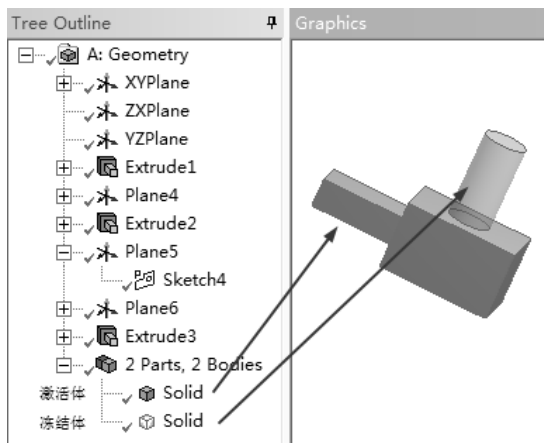 Tree Outline
Graphics
A: Geometry
XYPlane
ZXPlane
YZPlane
Extrude1
Plane4
Extrude2
Plane5
Sketch4
Plane6
Extrude3
2 Parts, 2 Bodies
激活体 Solid
冻结体 Solid